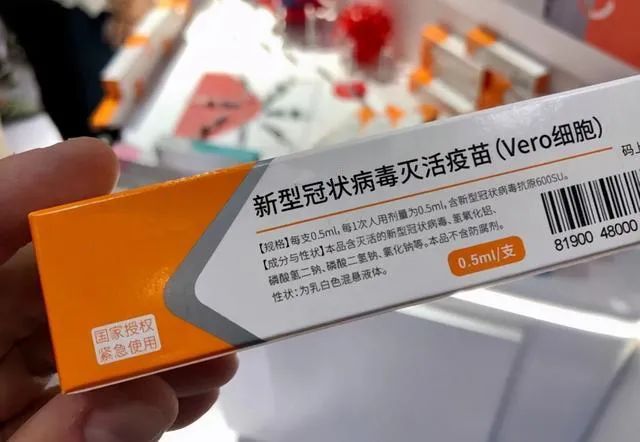 新型冠状病毒灭活疫苗(Vero细胞)
【规格】每支0.5ml，每1次人用剂量为0.5ml，含新型冠状病毒抗原600SU。
【成分与性状】本品含灭活的新型冠状病毒、氢氧化铝、
磷酸氢二钠、磷酸二氢钠、氯化钠等。本品不含防腐剂。
性状：为乳白色混悬液体。
0.5ml/支
码上
81900 48000
国家授权
紧急使用